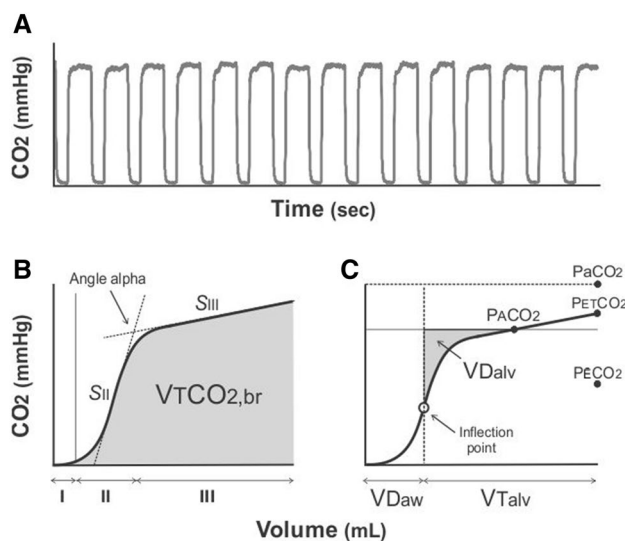 A
CO2 (mmHg)
Time (sec)
B
Angle alpha
SIII
SII
VTCO2,br
CO2 (mmHg)
I
II
III
C
PaCO2
PETCO2
PACO2
VDalv
PĒCO2
Inflection
point
VDaw
VTalv
Volume (mL)